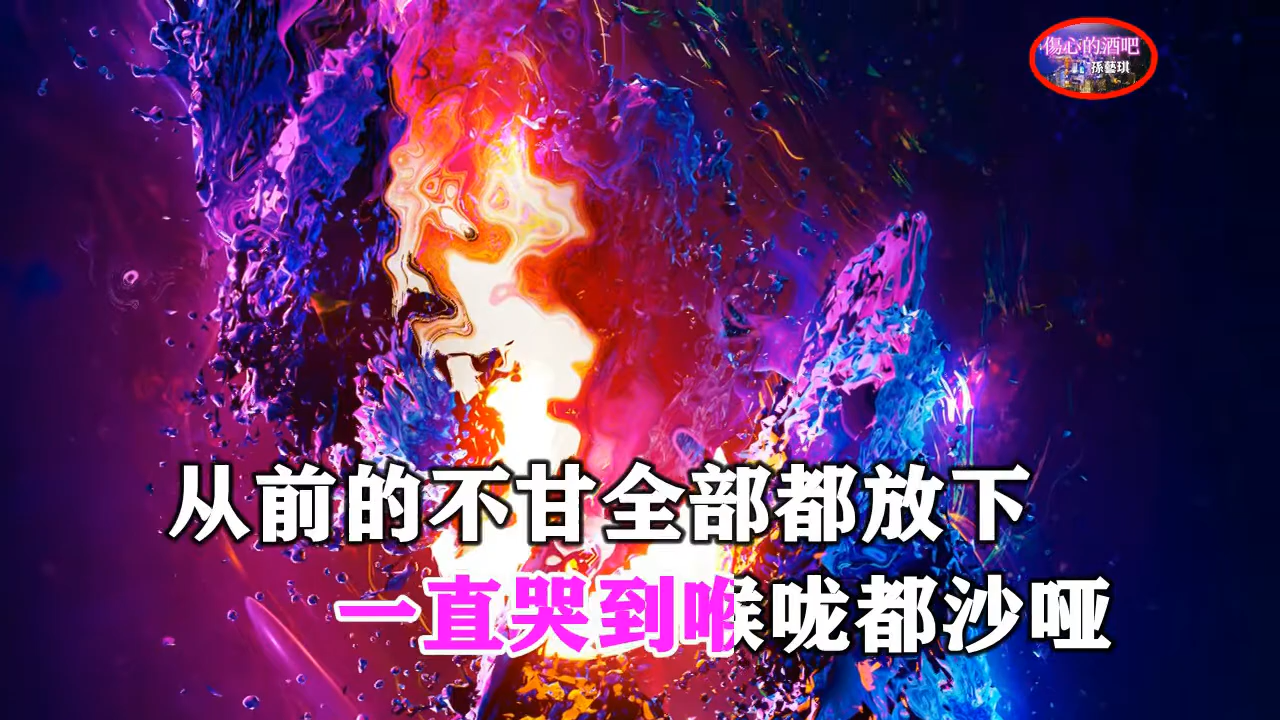 傷心的酒吧
孫藝琪
从前的不甘全部都放下
一直哭到喉咙都沙哑